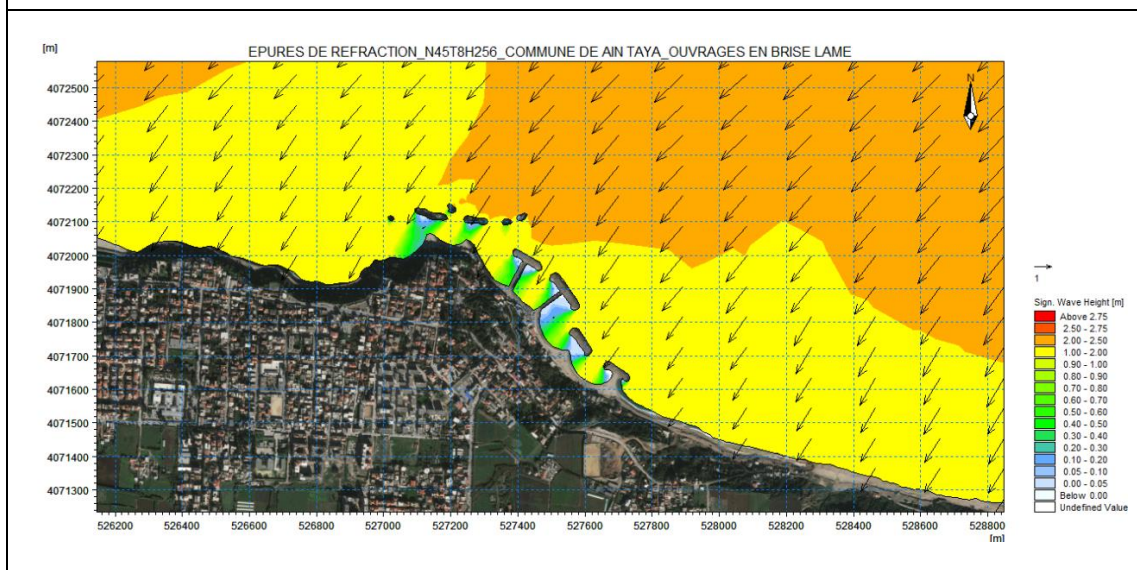 [m]
EPURES DE REFRACTION_N45T8H256_COMMUNE DE AIN TAYA_OUVRAGES EN BRISE LAME
N
4072500
4072400
4072300
4072200
4072100
4072000
4071900
4071800
4071700
4071600
4071500
4071400
4071300
526200 526400 526600 526800 527000 527200 527400 527600 527800 528000 528200 528400 528600 528800
[m]
1
Sign. Wave Height [m]
Above 2.75
2.50 - 2.75
2.00 - 2.50
1.00 - 2.00
0.90 - 1.00
0.80 - 0.90
0.70 - 0.80
0.60 - 0.70
0.50 - 0.60
0.40 - 0.50
0.30 - 0.40
0.20 - 0.30
0.10 - 0.20
0.05 - 0.10
0.00 - 0.05
Below 0.00
Undefined Value